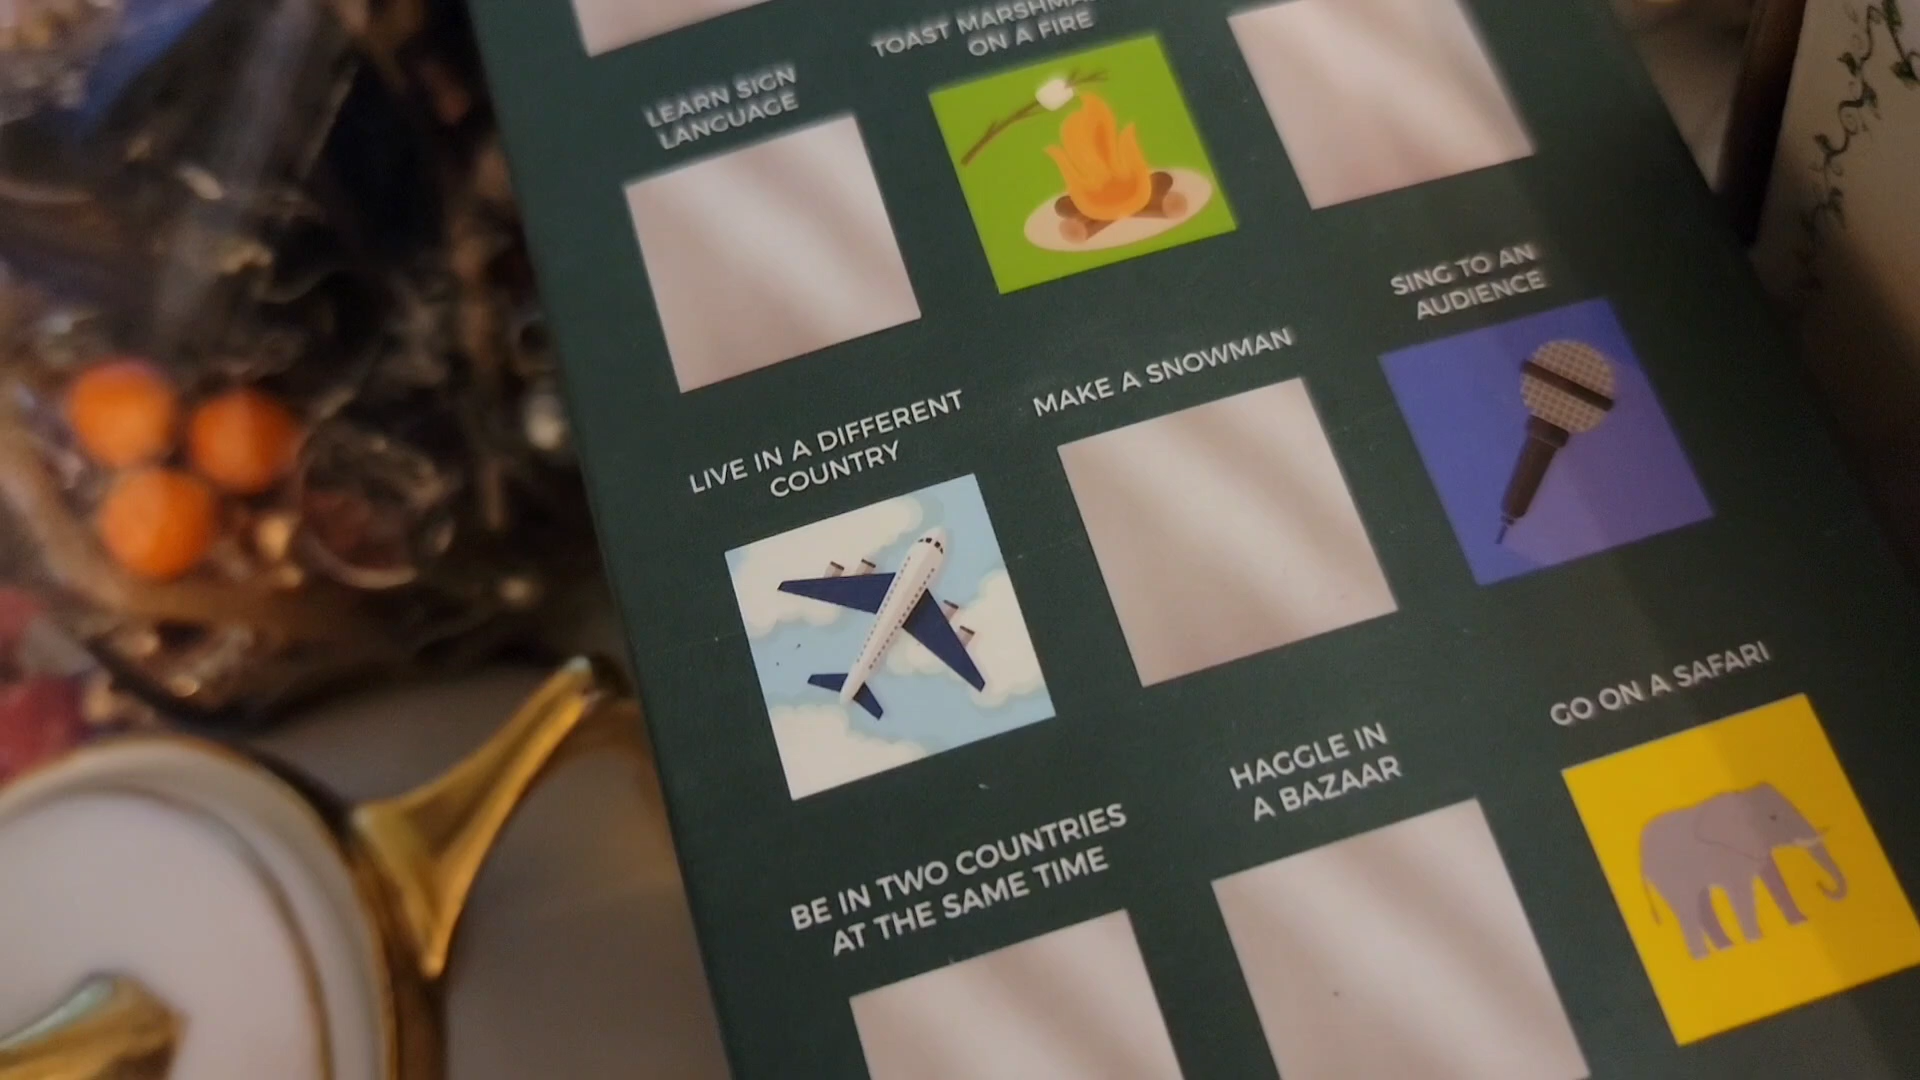 LEARN SIGN
LANGUAGE
TOAST
ON A FIRE
LIVE IN A DIFFERENT
COUNTRY
MAKE A SNOWMAN
SING TO AN
AUDIENCE
BE IN TWO COUNTRIES
AT THE SAME TIME
HAGGLE IN
A BAZAAR
GO ON A SAFARI